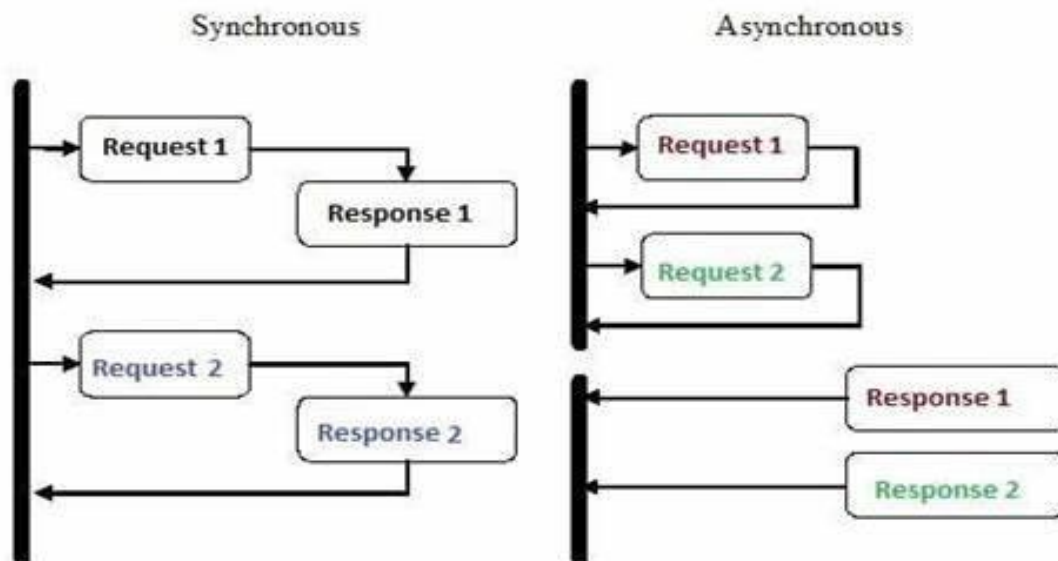 Synchronous
Request 1
Response 1
Request 2
Response 2
Asynchronous
Request 1
Request 2
Response 1
Response 2